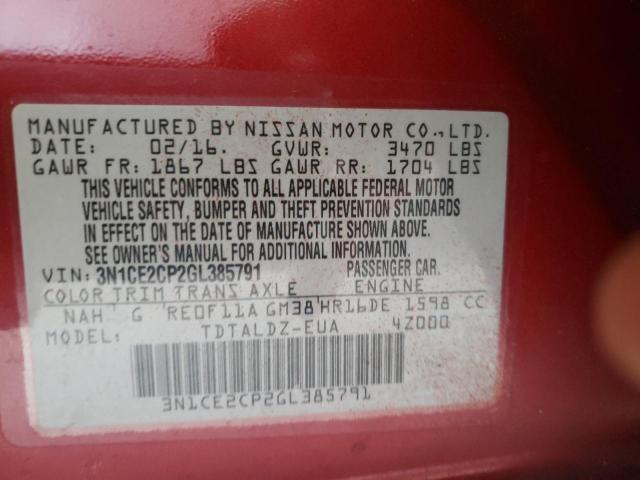 MANUFACTURED BY NISSAN MOTOR CO.,LTD.
DATE: 02/16. GVWR: 3470 LBS
GAWR FR: 1867 LBS GAWR RR: 1704 LBS
THIS VEHICLE CONFORMS TO ALL APPLICABLE FEDERAL MOTOR
VEHICLE SAFETY, BUMPER AND THEFT PREVENTION STANDARDS
IN EFFECT ON THE DATE OF MANUFACTURE SHOWN ABOVE.
SEE OWNER'S MANUAL FOR ADDITIONAL INFORMATION.
VIN: 3N1CE2CP2GL385791 PASSENGER CAR.
COLOR TRIM TRANS AXLE ENGINE
NAH G RE0F11A GM38 HR16DE 1598 CC
MODEL: TDTALDZ-EUA 4Z000
3N1CE2CP2GL385791